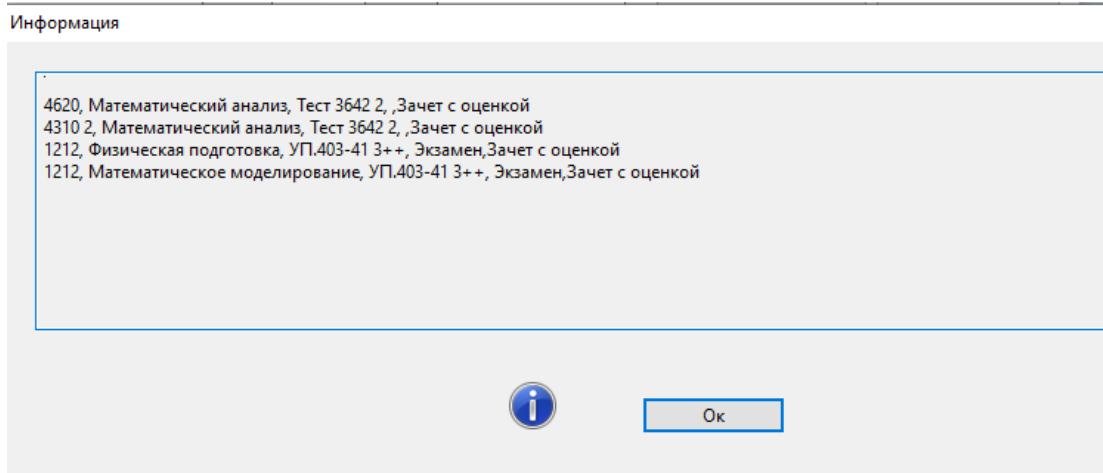 Информация
.
4620, Математический анализ, Тест 3642 2, ,Зачет с оценкой
4310 2, Математический анализ, Тест 3642 2, ,Зачет с оценкой
1212, Физическая подготовка, УП.403-41 3++, Экзамен,Зачет с оценкой
1212, Математическое моделирование, УП.403-41 3++, Экзамен,Зачет с оценкой
Ок